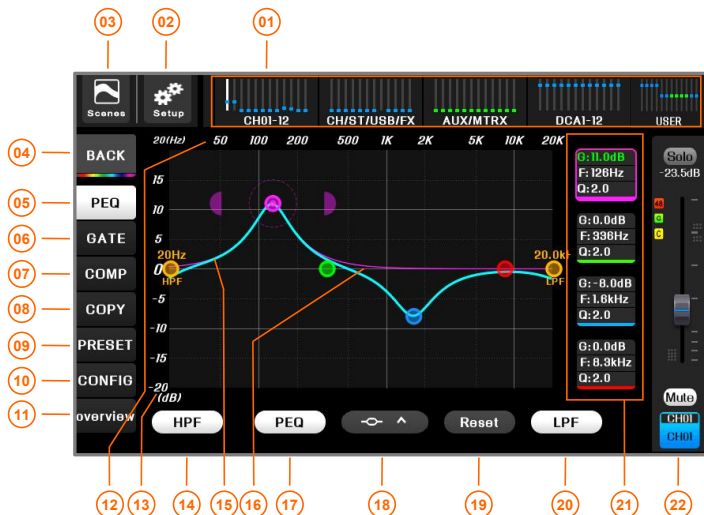 03 02 01
Scenes Setup CH01-12 CH/ST/USB/FX AUX/MTRX DCA1-12 USER
04 BACK 20(Hz) 50 100 200 500 1K 2K 5K 10K 20K Solo
-23.5dB
G:11.0dB
F:126Hz
Q:2.0
15
05 PEQ 10
48
G
C
06 GATE 5
G:0.0dB
F:336Hz
Q:2.0
20Hz 20.0k
07 COMP 0 HPF LPF
08 COPY -5
G:-8.0dB
F:1.6kHz
Q:2.0
09 PRESET -10
10 CONFIG -15
G:0.0dB
F:8.3kHz
Q:2.0
-20
(dB)
Mute
11 overview HPF PEQ ^ Reset LPF CH01
CH01
12 13 14 15 16 17 18 19 20 21 22